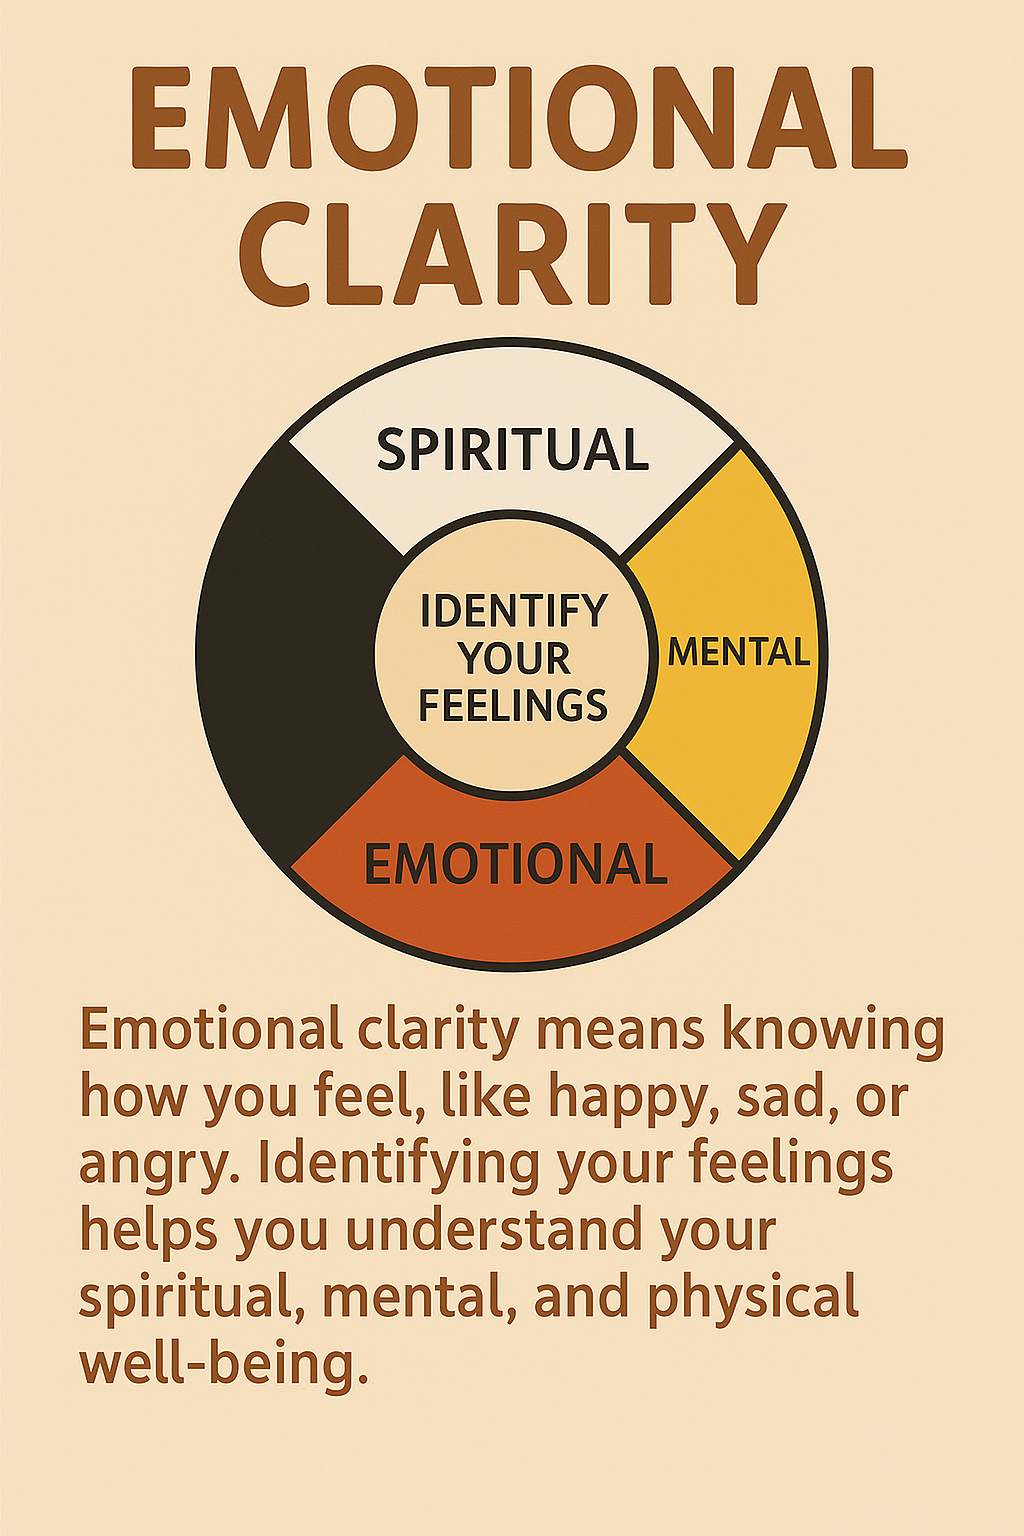 EMOTIONAL
CLARITY
SPIRITUAL
IDENTIFY
YOUR
FEELINGS
MENTAL
EMOTIONAL
Emotional clarity means knowing
how you feel, like happy, sad, or
angry. Identifying your feelings
helps you understand your
spiritual, mental, and physical
well-being.